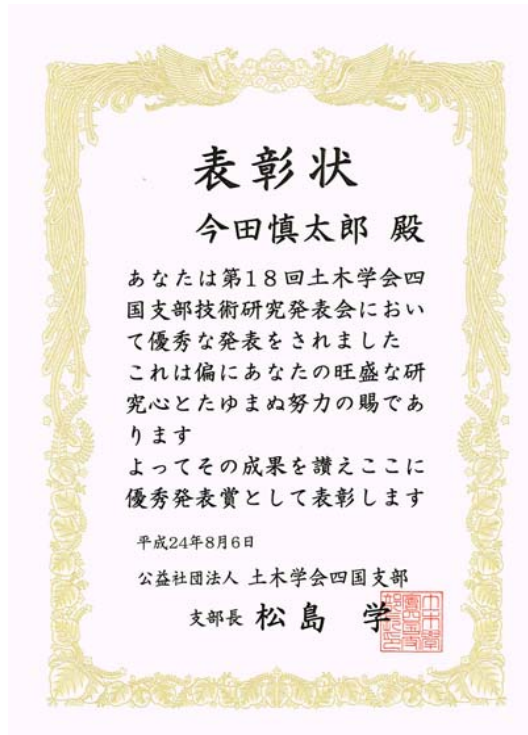 表彰状
今田慎太郎 殿
あなたは第18回土木学会四
国支部技術研究発表会におい
て優秀な発表をされました
これは偏にあなたの旺盛な研
究心とたゆまぬ努力の賜であ
ります
よってその成果を讃えここに
優秀発表賞として表彰します
平成24年8月6日
公益社団法人 土木学会四国支部
支部長 松島 学